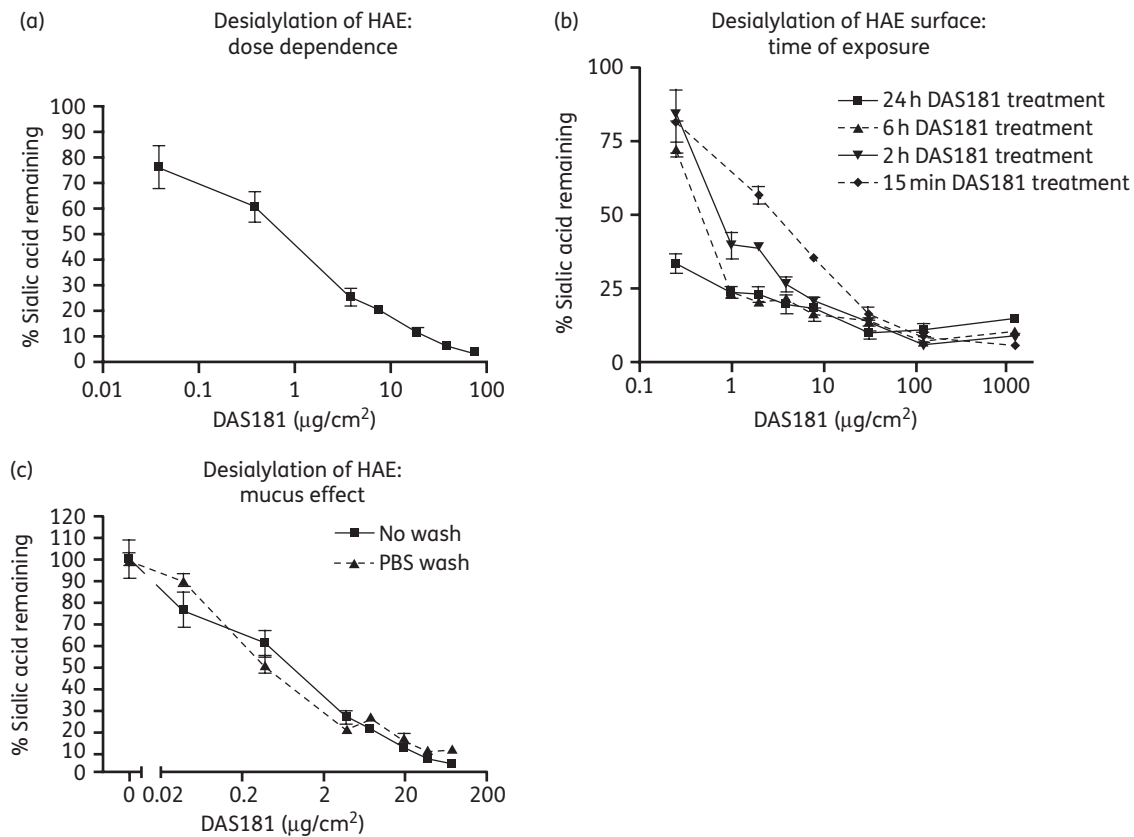 (a)
Desialylation of HAE:
dose dependence
% Sialic acid remaining
100
90
80
70
60
50
40
30
20
10
0
0.01 0.1 1 10 100
DAS181 (μg/cm²)
(b)
Desialylation of HAE surface:
time of exposure
% Sialic acid remaining
100
75
50
25
0
24 h DAS181 treatment
6 h DAS181 treatment
2 h DAS181 treatment
15 min DAS181 treatment
0.1 1 10 100 1000
DAS181 (μg/cm²)
(c)
Desialylation of HAE:
mucus effect
% Sialic acid remaining
120
110
100
90
80
70
60
50
40
30
20
10
0
No wash
PBS wash
0 0.02 0.2 2 20 200
DAS181 (μg/cm²)